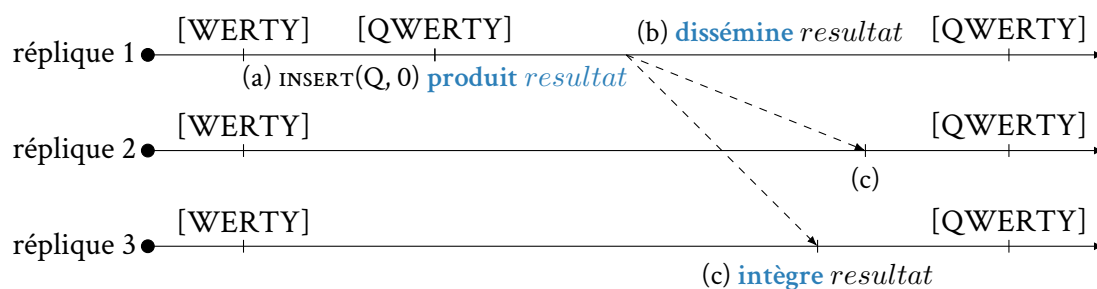 [WERTY] [QWERTY] (b) dissémine resultat [QWERTY]
réplique 1
(a) INSERT(Q, 0) produit resultat
[WERTY] [QWERTY]
réplique 2
(c)
[WERTY] [QWERTY]
réplique 3
(c) intègre resultat